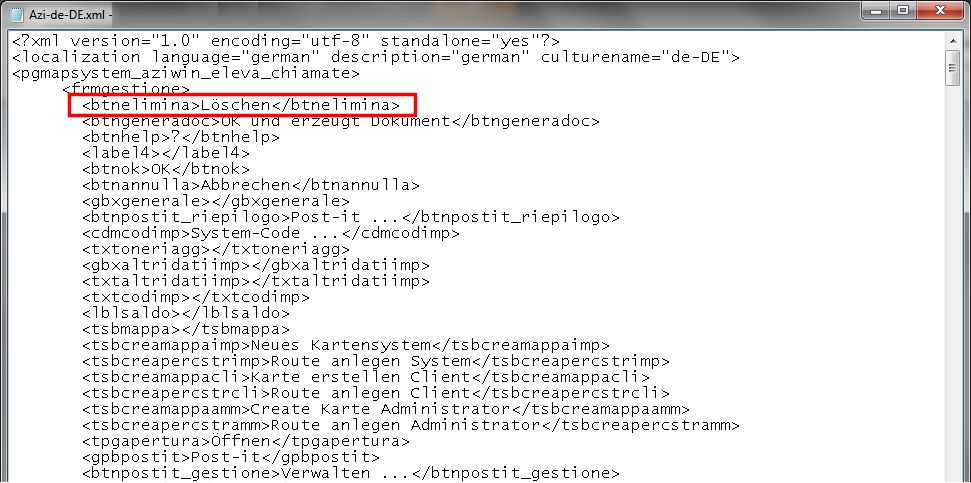 Azi-de-DE.xml -
<?xml version="1.0" encoding="utf-8" standalone="yes"?>
<localization language="german" description="german" culturename="de-DE">
<pgmapsystem_aziwin_eleva_chiamate>
<frmgestione>
<btnelimina>Löschen</btnelimina>
<btngeneradoc>OK und erzeugt Dokument</btngeneradoc>
<btnhelp>?</btnhelp>
<label4></label4>
<btnok>OK</btnok>
<btnannulla>Abbrechen</btnannulla>
<gbxgenerale></gbxgenerale>
<btnpostit_riepilogo>Post-it ...</btnpostit_riepilogo>
<cdmcodimp>System-Code ...</cdmcodimp>
<txtoneriagg></txtoneriagg>
<gbxaltridatiimp></gbxaltridatiimp>
<txtaltridatiimp></txtaltridatiimp>
<txtcodimp></txtcodimp>
<lblsaldo></lblsaldo>
<tsbmappa></tsbmappa>
<tsbcreamappaimp>Neues Kartensystem</tsbcreamappaimp>
<tsbcreapercstrimp>Route anlegen System</tsbcreapercstrimp>
<tsbcreamappacli>Karte erstellen Client</tsbcreamappacli>
<tsbcreapercstrcli>Route anlegen Client</tsbcreapercstrcli>
<tsbcreamappaamm>Create Karte Administrator</tsbcreamappaamm>
<tsbcreapercstramm>Route anlegen Administrator</tsbcreapercstramm>
<tpgapertura>Öffnen</tpgapertura>
<gpbpostit>Post-it</gpbpostit>
<btnpostit_gestione>Verwalten ...</btnpostit_gestione>